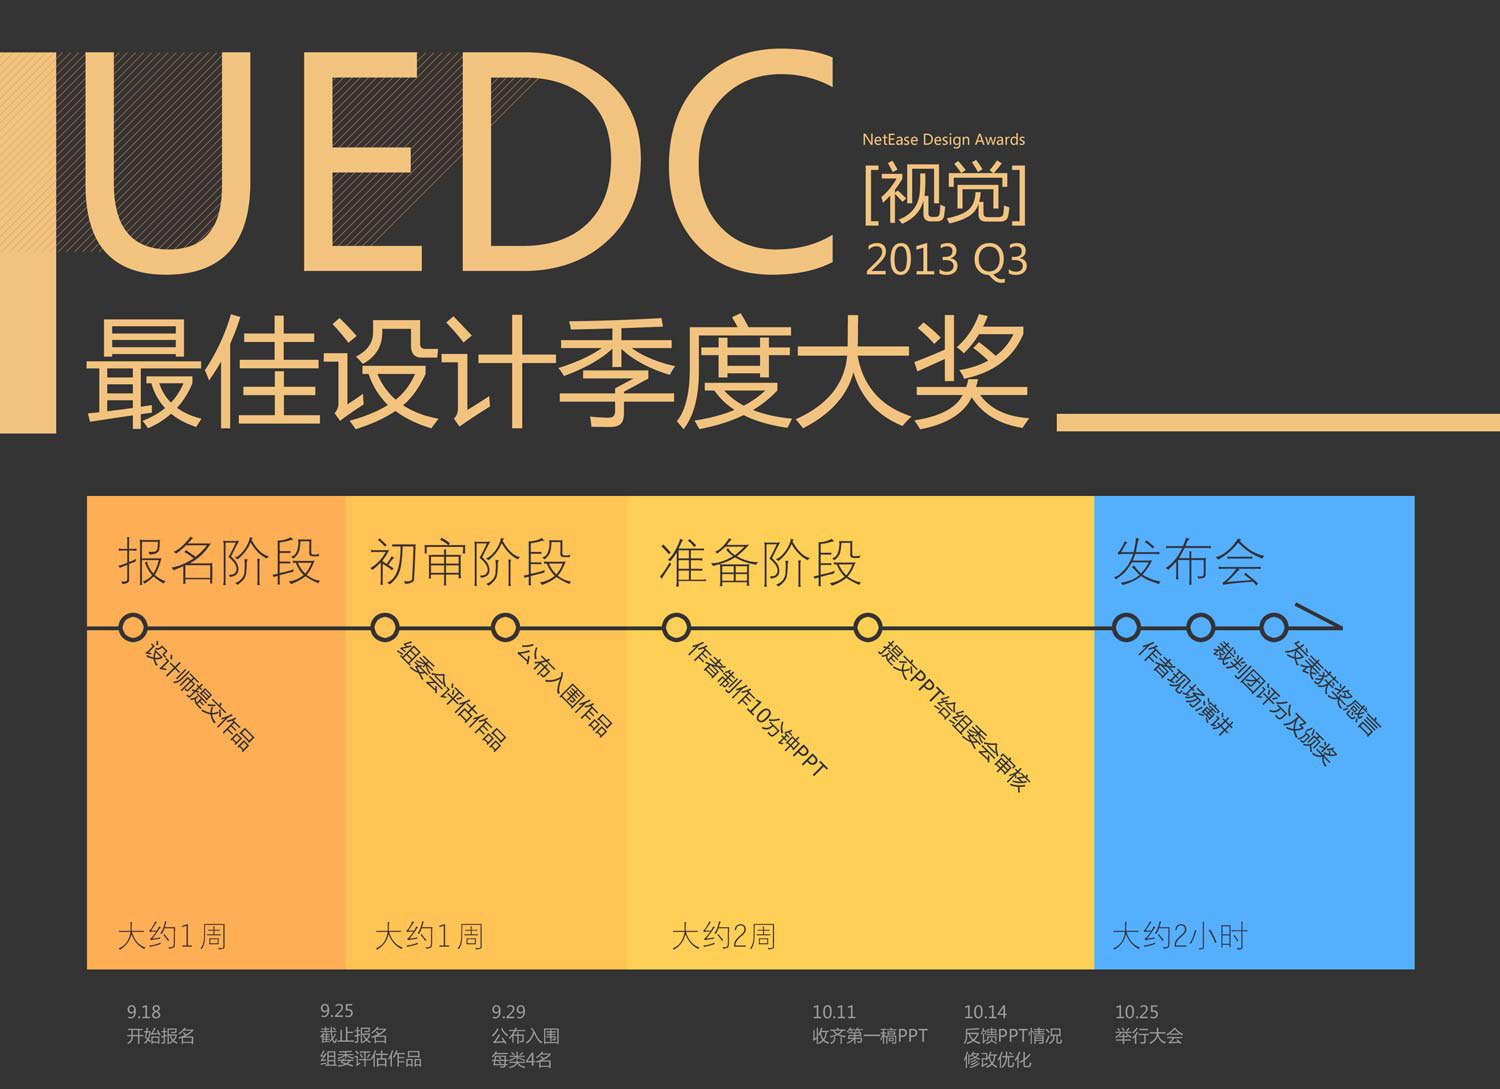 UEDC
NetEase Design Awards
[视觉]
2013 Q3
最佳设计季度大奖
报名阶段
设计师提交作品
大约1周
初审阶段
组委会评估作品
公布入围作品
大约1周
准备阶段
作者制作10分钟PPT
提交PPT给组委会审核
大约2周
发布会
作者现场演讲
裁判团评分及颁奖
发表获奖感言
大约2小时
9.18
开始报名
9.25
截止报名
组委评估作品
9.29
公布入围
每类4名
10.11
收齐第一稿PPT
10.14
反馈PPT情况
修改优化
10.25
举行大会